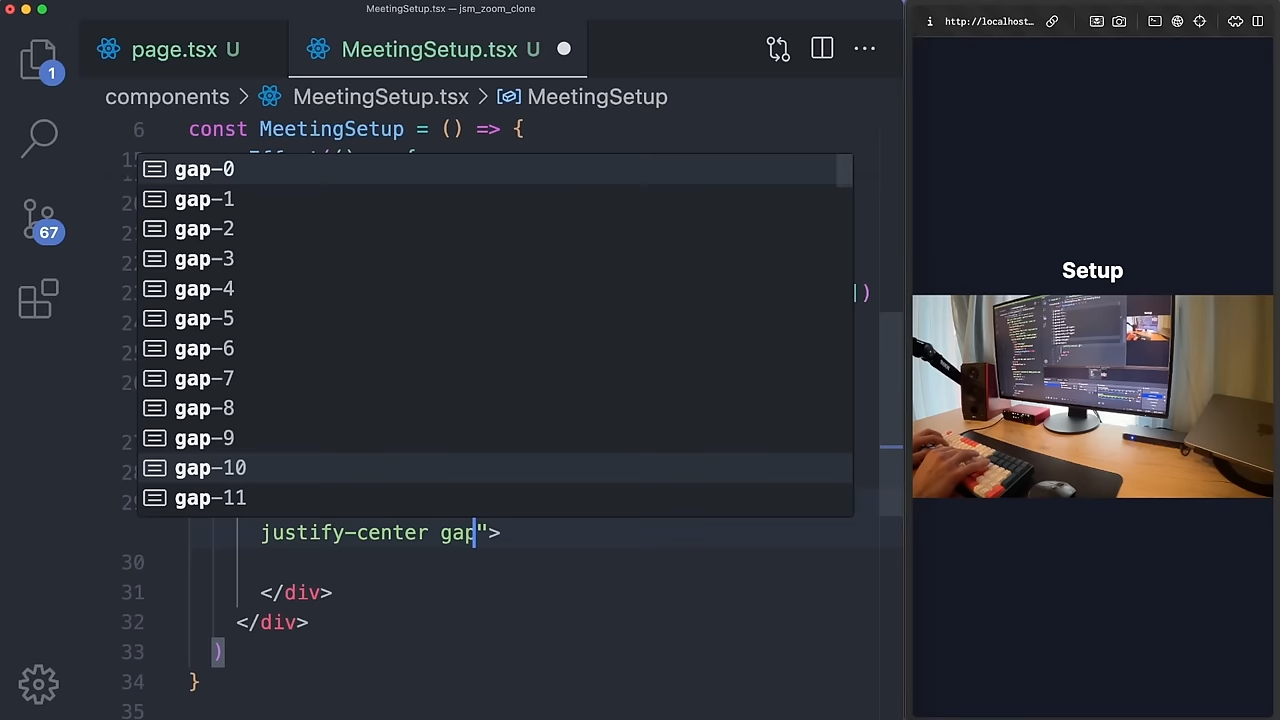 MeetingSetup.tsx — jsm_zoom_clone
page.tsx U
MeetingSetup.tsx U
http://localhost…
1
components > MeetingSetup.tsx > MeetingSetup
6 const MeetingSetup = () => {
gap-0
gap-1
gap-2
67
gap-3
Setup
gap-4
)
gap-5
gap-6
gap-7
gap-8
gap-9
gap-10
gap-11
justify-center gap">
30
31 </div>
32 </div>
33 )
34 }
35